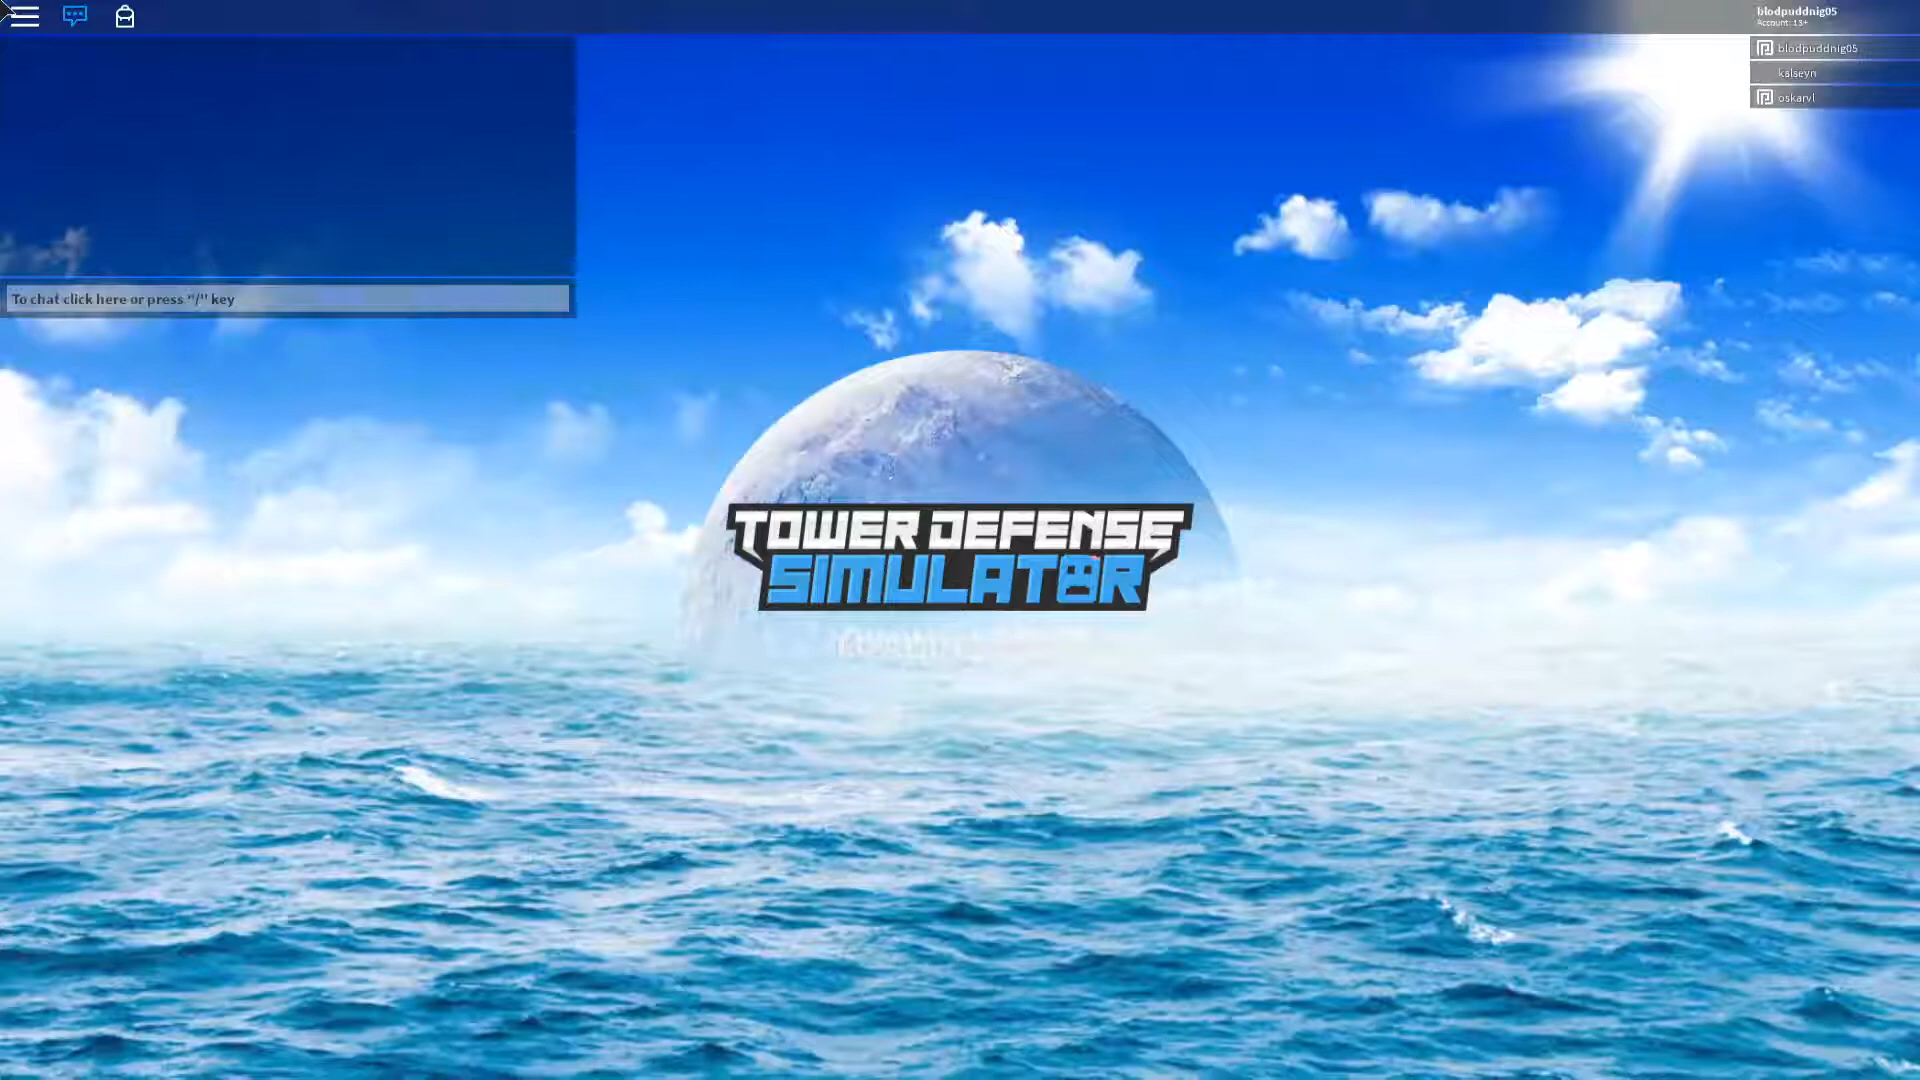 blodpuddnig05
Account: 13+
blodpuddnig05
kalseyn
oskarvl
To chat click here or press "/" key
TOWER DEFENSE
SIMULATOR